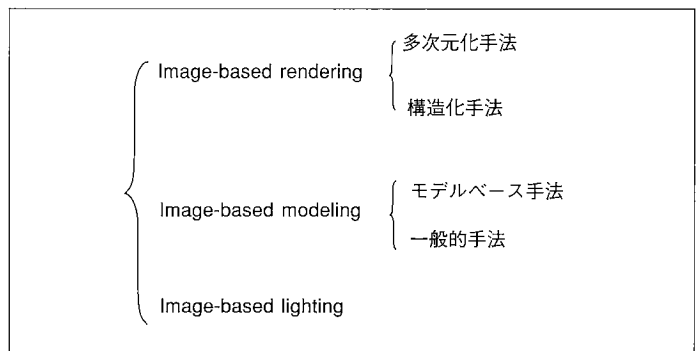 多次元化手法
Image-based rendering
構造化手法
モデルベース手法
Image-based modeling
一般的手法
Image-based lighting